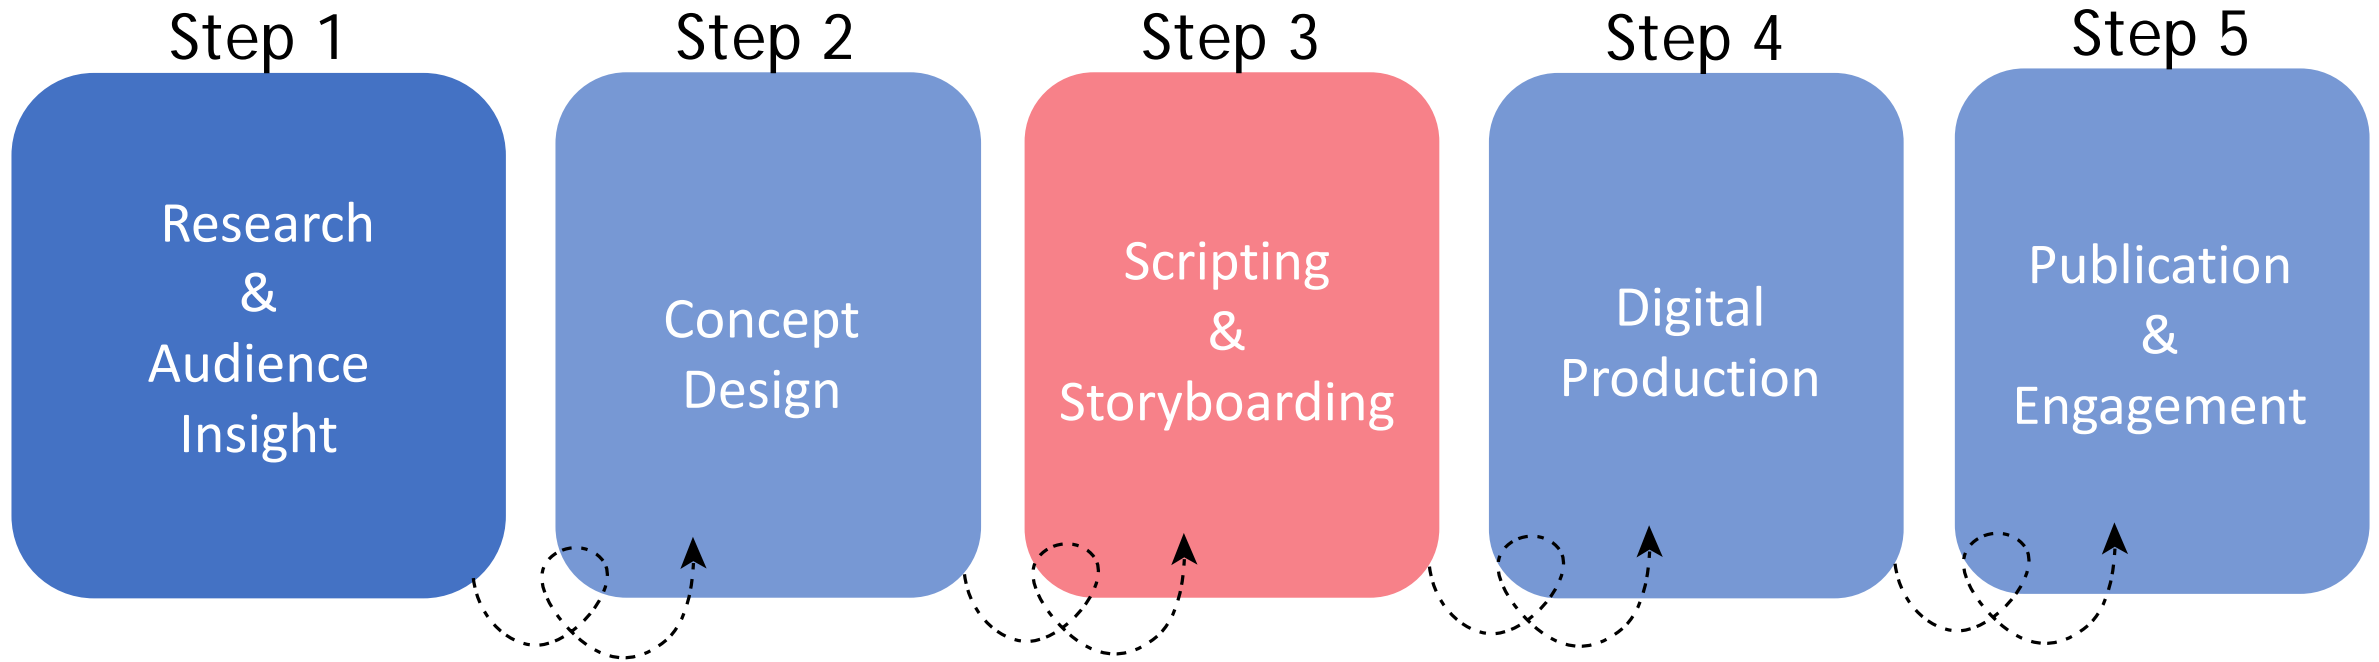 Step 1
Research
&
Audience
Insight
Step 2
Concept
Design
Step 3
Scripting
&
Storyboarding
Step 4
Digital
Production
Step 5
Publication
&
Engagement